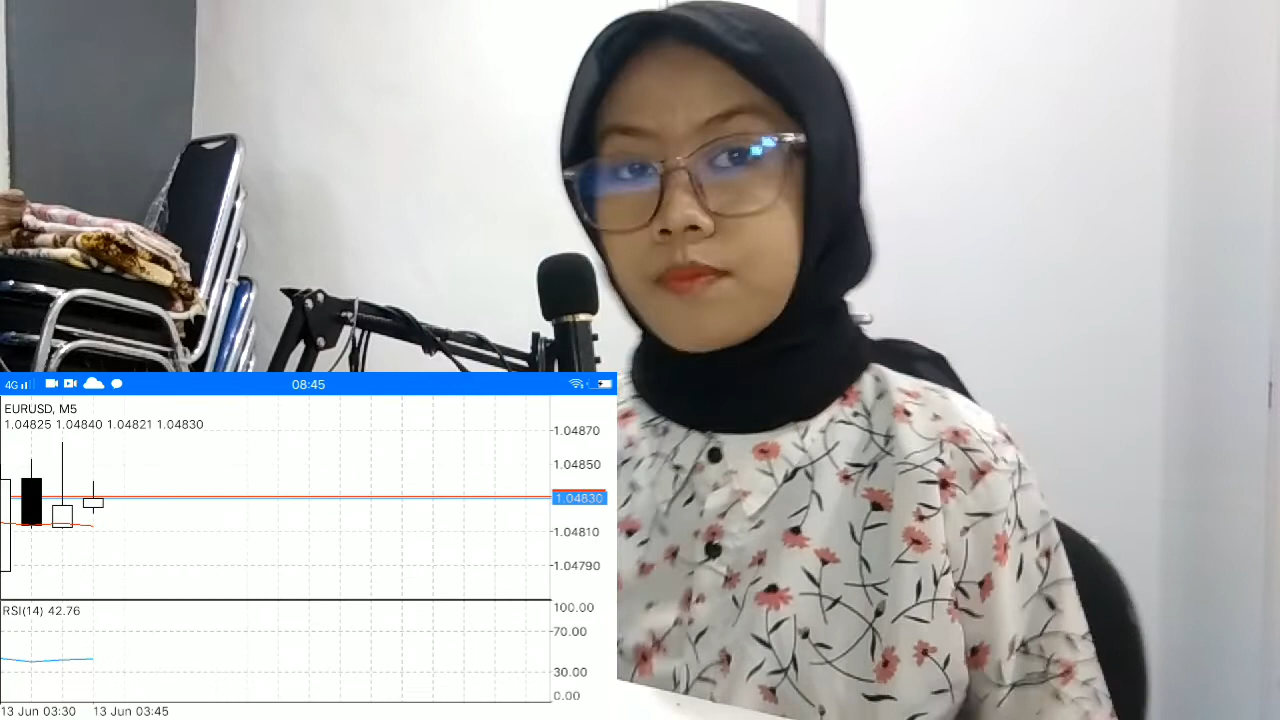 4G 08:45
EURUSD, M5
1.04825 1.04840 1.04821 1.04830
1.04870
1.04850
1.04830
1.04810
1.04790
RSI(14) 42.76
100.00
70.00
30.00
0.00
13 Jun 03:30 13 Jun 03:45